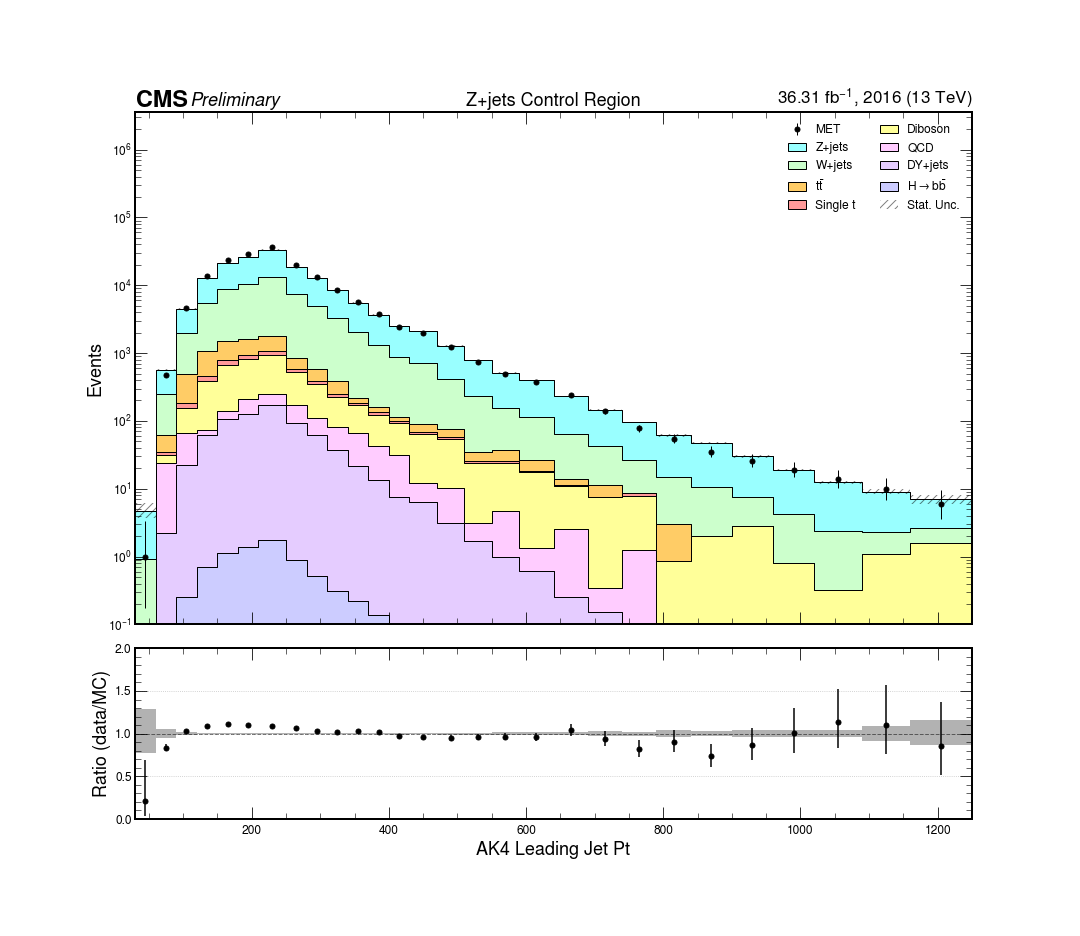 CMS Preliminary Z+jets Control Region 36.31 fb⁻¹, 2016 (13 TeV)
MET Diboson
Z+jets QCD
W+jets DY+jets
tt̄ H→bb̄
Single t Stat. Unc.
10⁶
10⁵
10⁴
10³
10²
10¹
10⁰
10⁻¹
Events
2.0
1.5
1.0
0.5
0.0
Ratio (data/MC)
200 400 600 800 1000 1200
AK4 Leading Jet Pt